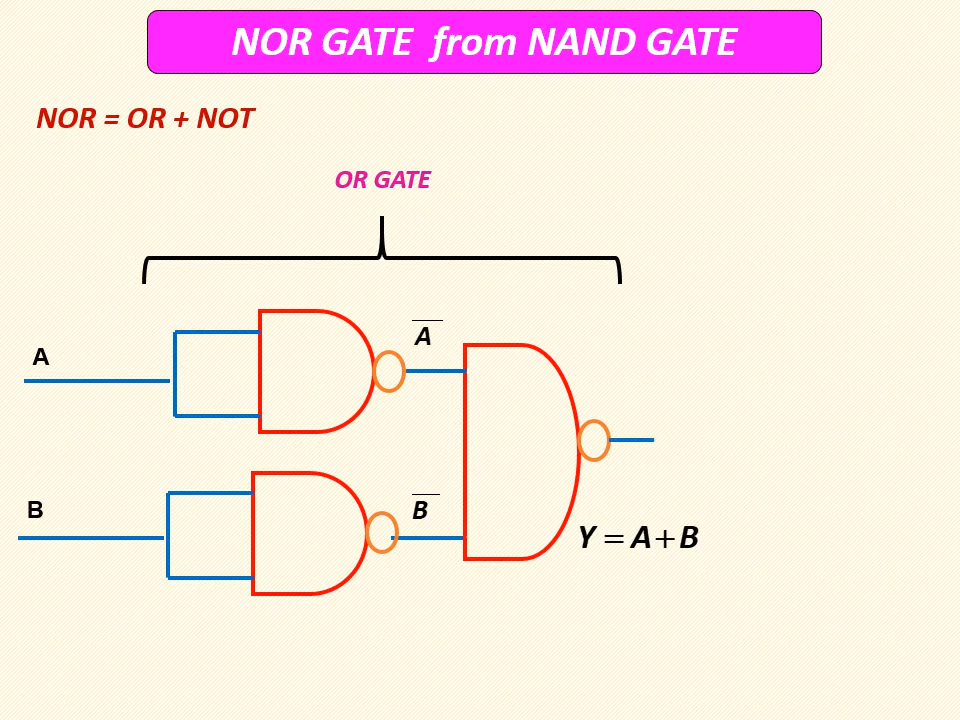 NOR GATE from NAND GATE
NOR = OR + NOT
OR GATE
A̅
A
B̅
B
Y = A + B